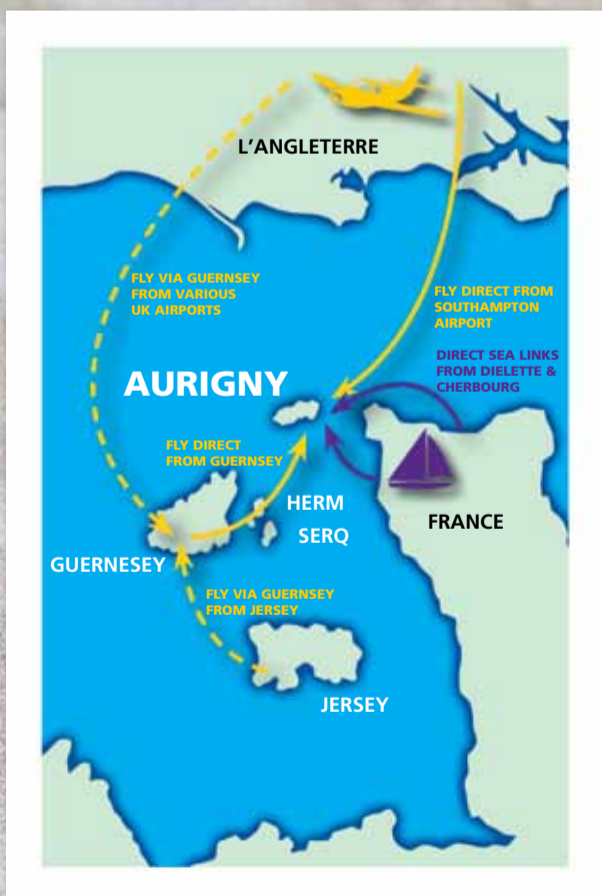 L'ANGLETERRE
FLY VIA GUERNSEY
FROM VARIOUS
UK AIRPORTS
FLY DIRECT FROM
SOUTHAMPTON
AIRPORT
DIRECT SEA LINKS
FROM DIELETTE &
CHERBOURG
AURIGNY
FLY DIRECT
FROM GUERNSEY
HERM
SERQ
FRANCE
GUERNESEY
FLY VIA GUERNSEY
FROM JERSEY
JERSEY